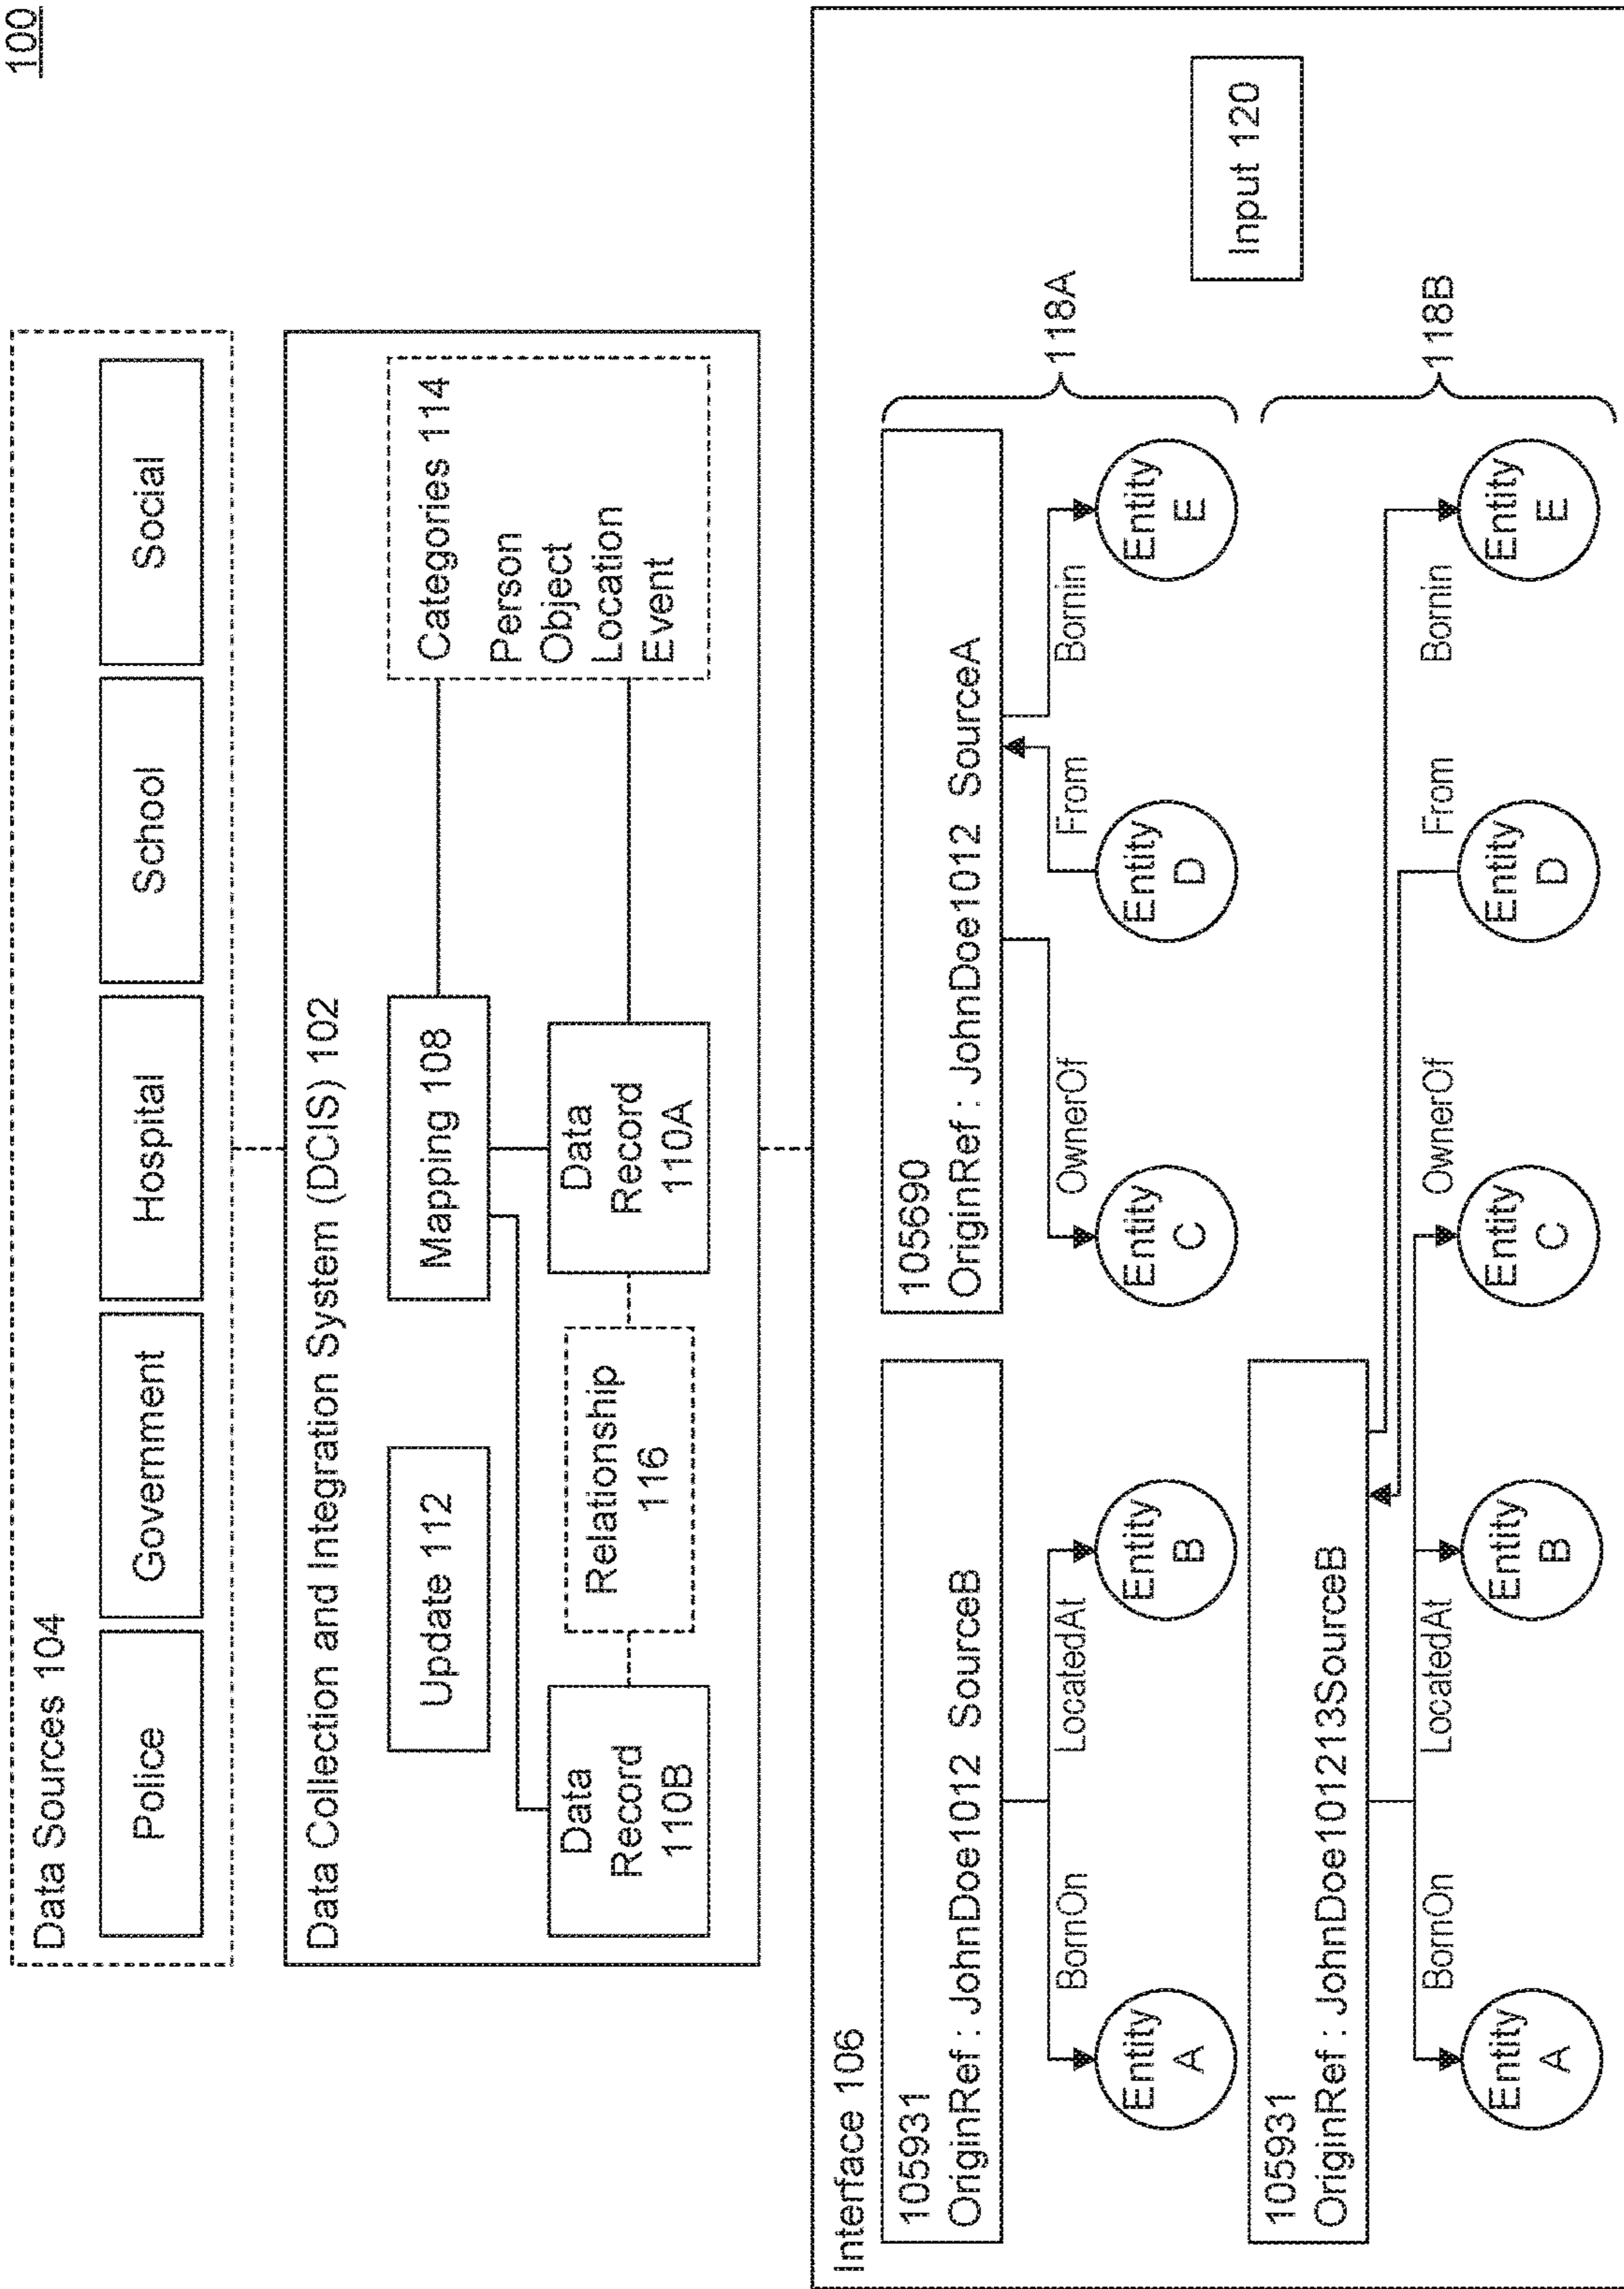 100
Data Sources 104
Police
Government
Hospital
School
Social
Data Collection and Integration System (DCIS) 102
Update 112
Mapping 108
Categories 114
Person
Object
Location
Event
Data
Record
110B
Relationship
116
Data
Record
110A
Interface 106
105931
OriginRef : JohnDoe1012 SourceB
105690
OriginRef : JohnDoe1012 SourceA
BornOn
LocatedAt
OwnerOf
From
BornIn
Entity
A
Entity
B
Entity
C
Entity
D
Entity
E
118A
Input 120
105931
OriginRef : JohnDoe101213SourceB
BornOn
LocatedAt
OwnerOf
From
BornIn
Entity
A
Entity
B
Entity
C
Entity
D
Entity
E
118B